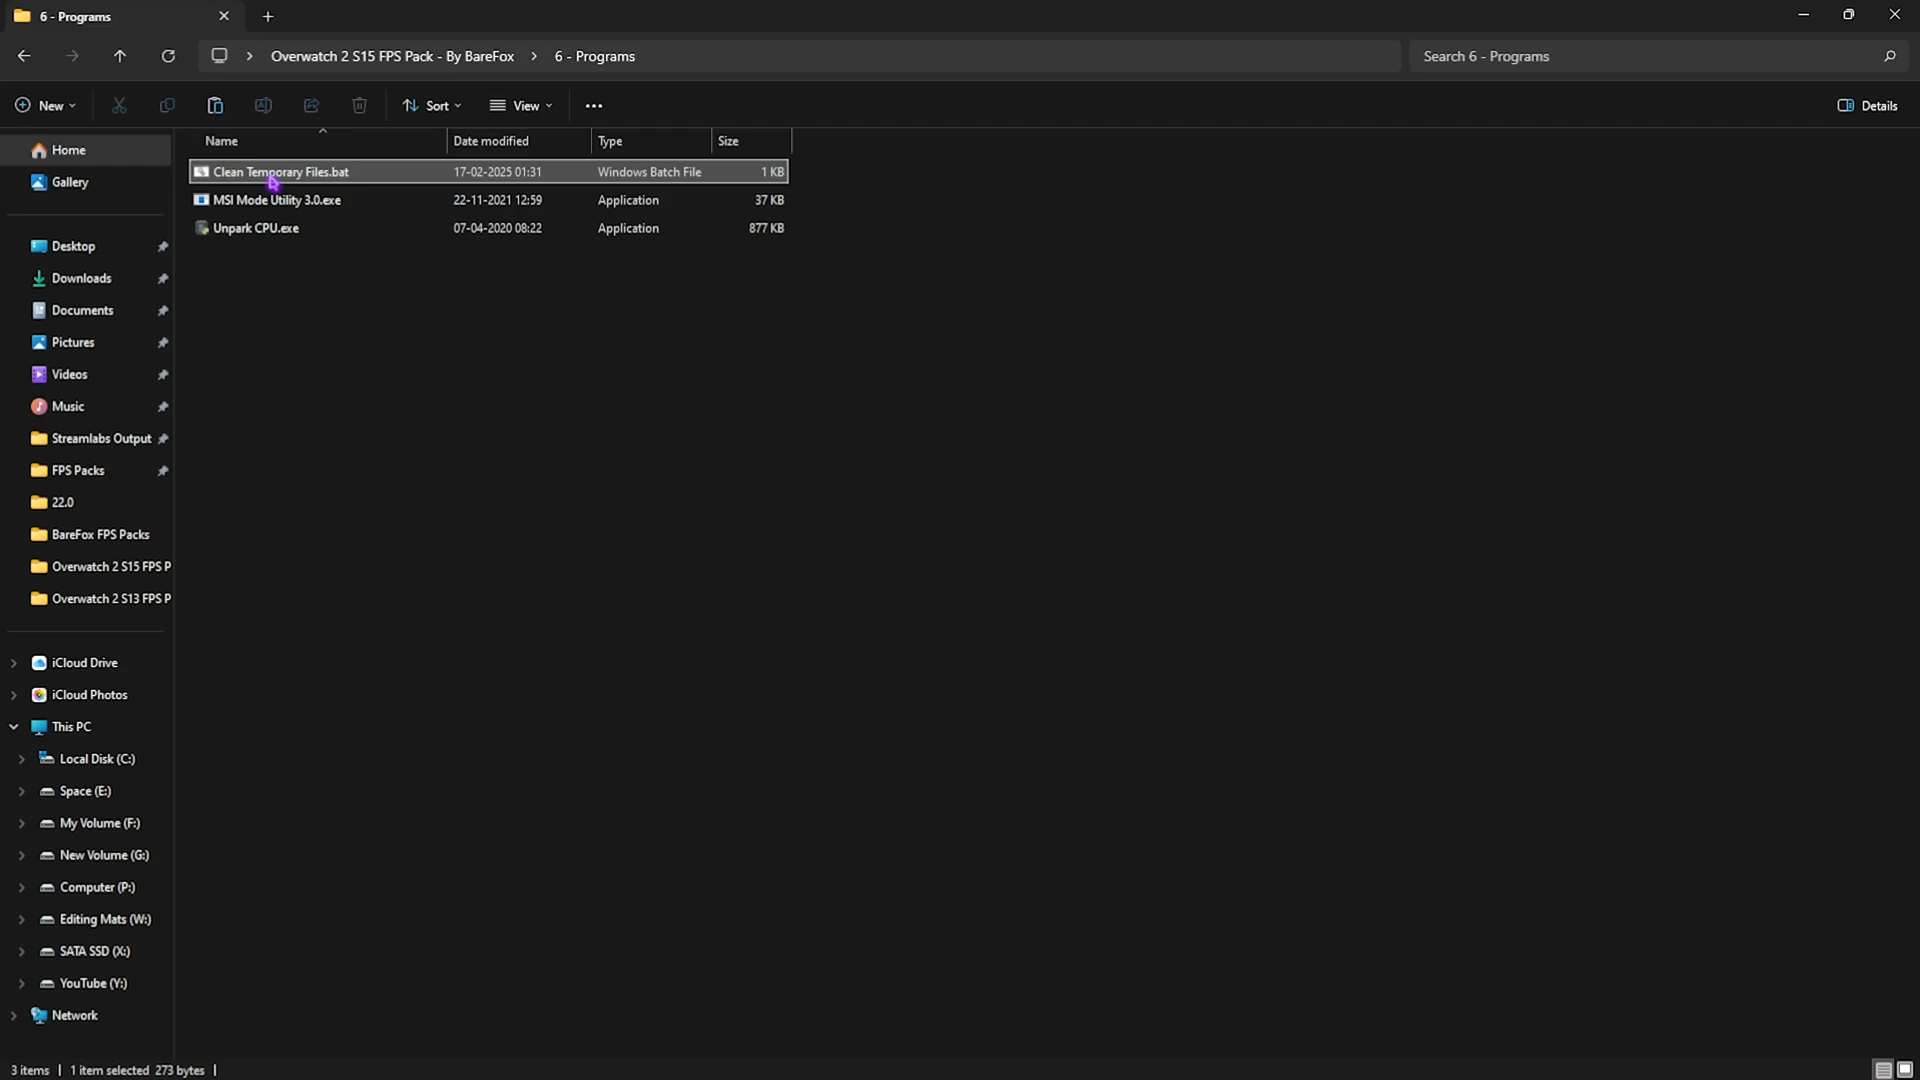 6 - Programs
Overwatch 2 S15 FPS Pack - By BareFox > 6 - Programs
Search 6 - Programs
New
Sort
View
Details
Name Date modified Type Size
Clean Temporary Files.bat 17-02-2025 01:31 Windows Batch File 1 KB
MSI Mode Utility 3.0.exe 22-11-2021 12:59 Application 37 KB
Unpark CPU.exe 07-04-2020 08:22 Application 877 KB
Home
Gallery
Desktop
Downloads
Documents
Pictures
Videos
Music
Streamlabs Output
FPS Packs
22.0
BareFox FPS Packs
Overwatch 2 S15 FPS P
Overwatch 2 S13 FPS P
iCloud Drive
iCloud Photos
This PC
Local Disk (C:)
Space (E:)
My Volume (F:)
New Volume (G:)
Computer (P:)
Editing Mats (W:)
SATA SSD (X:)
YouTube (Y:)
Network
3 items | 1 item selected 273 bytes |